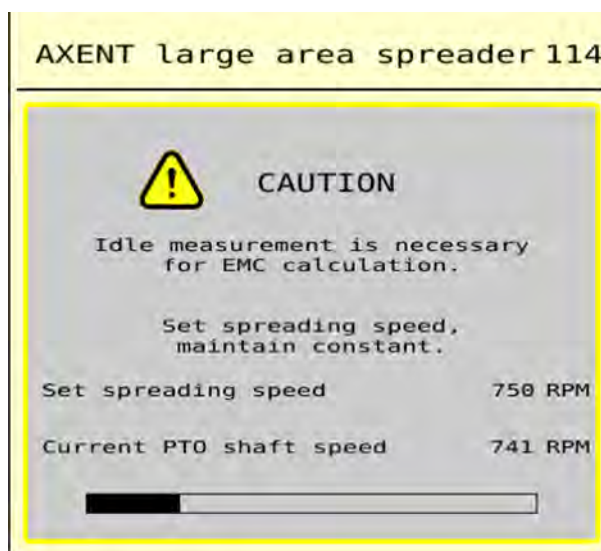 AXENT large area spreader 114
CAUTION
Idle measurement is necessary
for EMC calculation.
Set spreading speed,
maintain constant.
Set spreading speed 750 RPM
Current PTO shaft speed 741 RPM